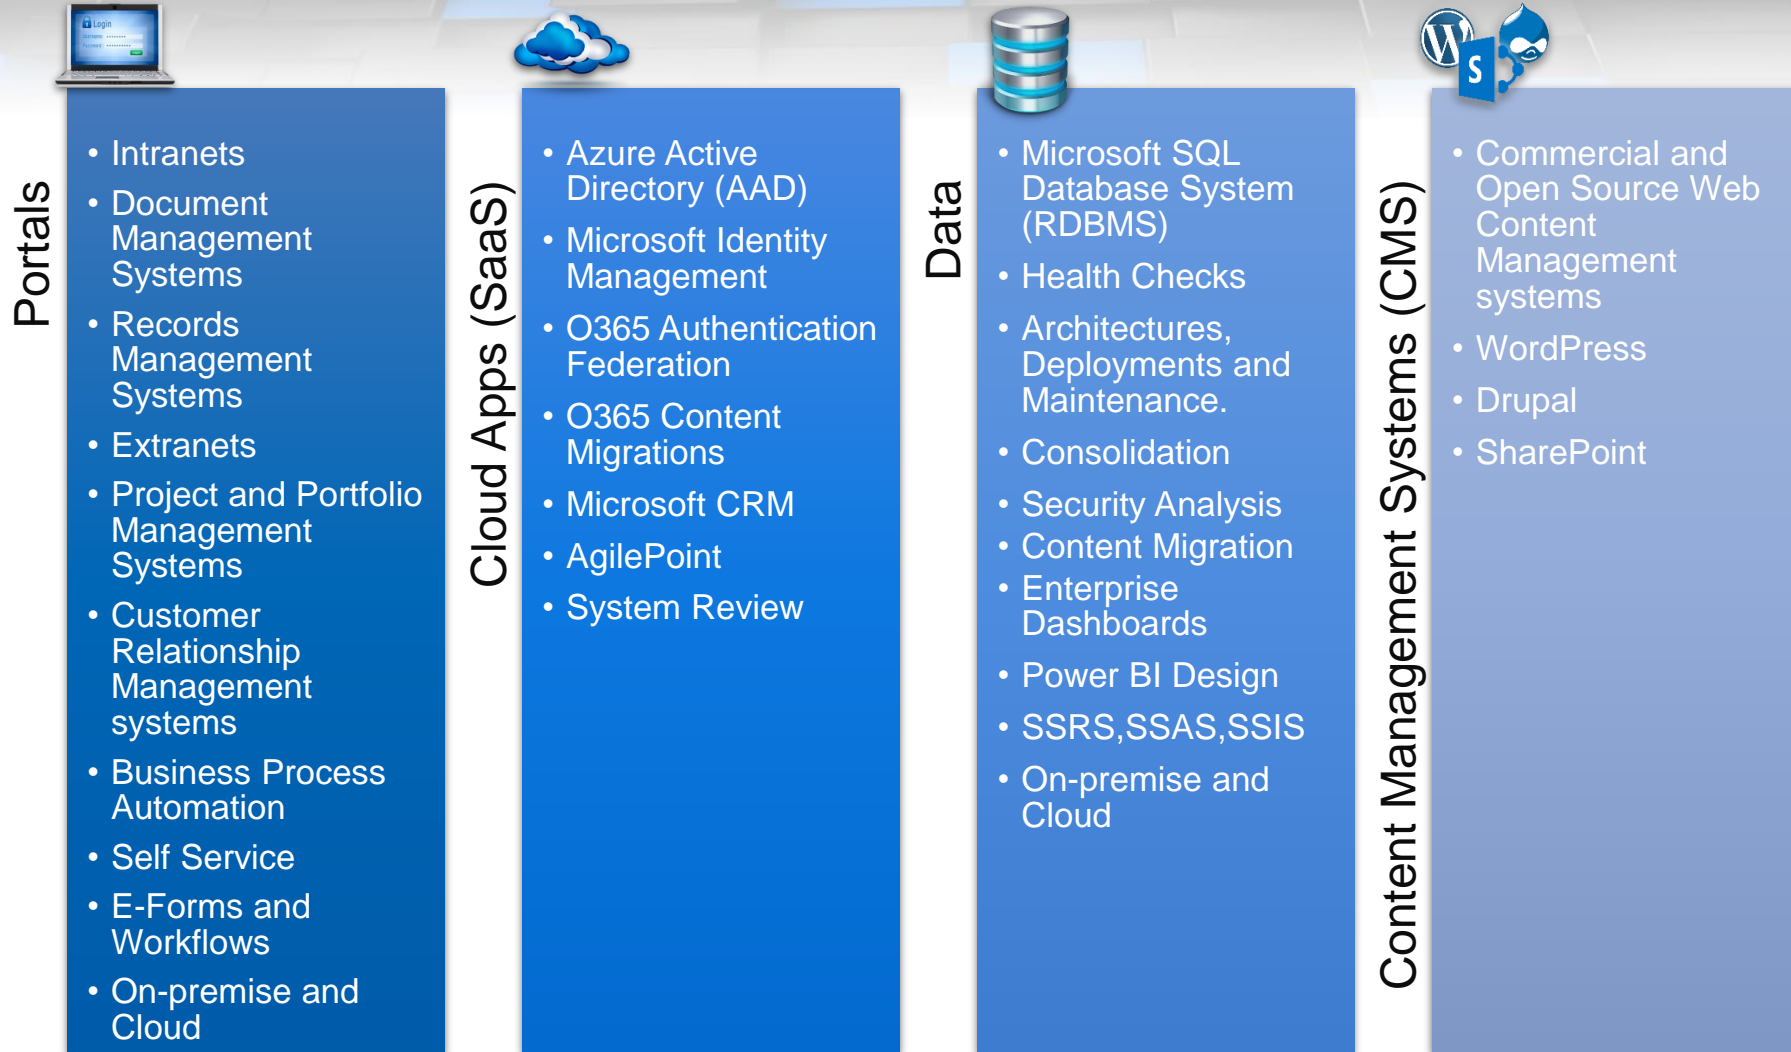 Login
Portals
• Intranets
• Document
Management
Systems
• Records
Management
Systems
• Extranets
• Project and Portfolio
Management
Systems
• Customer
Relationship
Management
systems
• Business Process
Automation
• Self Service
• E-Forms and
Workflows
• On-premise and
Cloud
Cloud Apps (SaaS)
• Azure Active
Directory (AAD)
• Microsoft Identity
Management
• O365 Authentication
Federation
• O365 Content
Migrations
• Microsoft CRM
• AgilePoint
• System Review
Data
• Microsoft SQL
Database System
(RDBMS)
• Health Checks
• Architectures,
Deployments and
Maintenance.
• Consolidation
• Security Analysis
• Content Migration
• Enterprise
Dashboards
• Power BI Design
• SSRS,SSAS,SSIS
• On-premise and
Cloud
W
S
Content Management Systems (CMS)
• Commercial and
Open Source Web
Content
Management
systems
• WordPress
• Drupal
• SharePoint